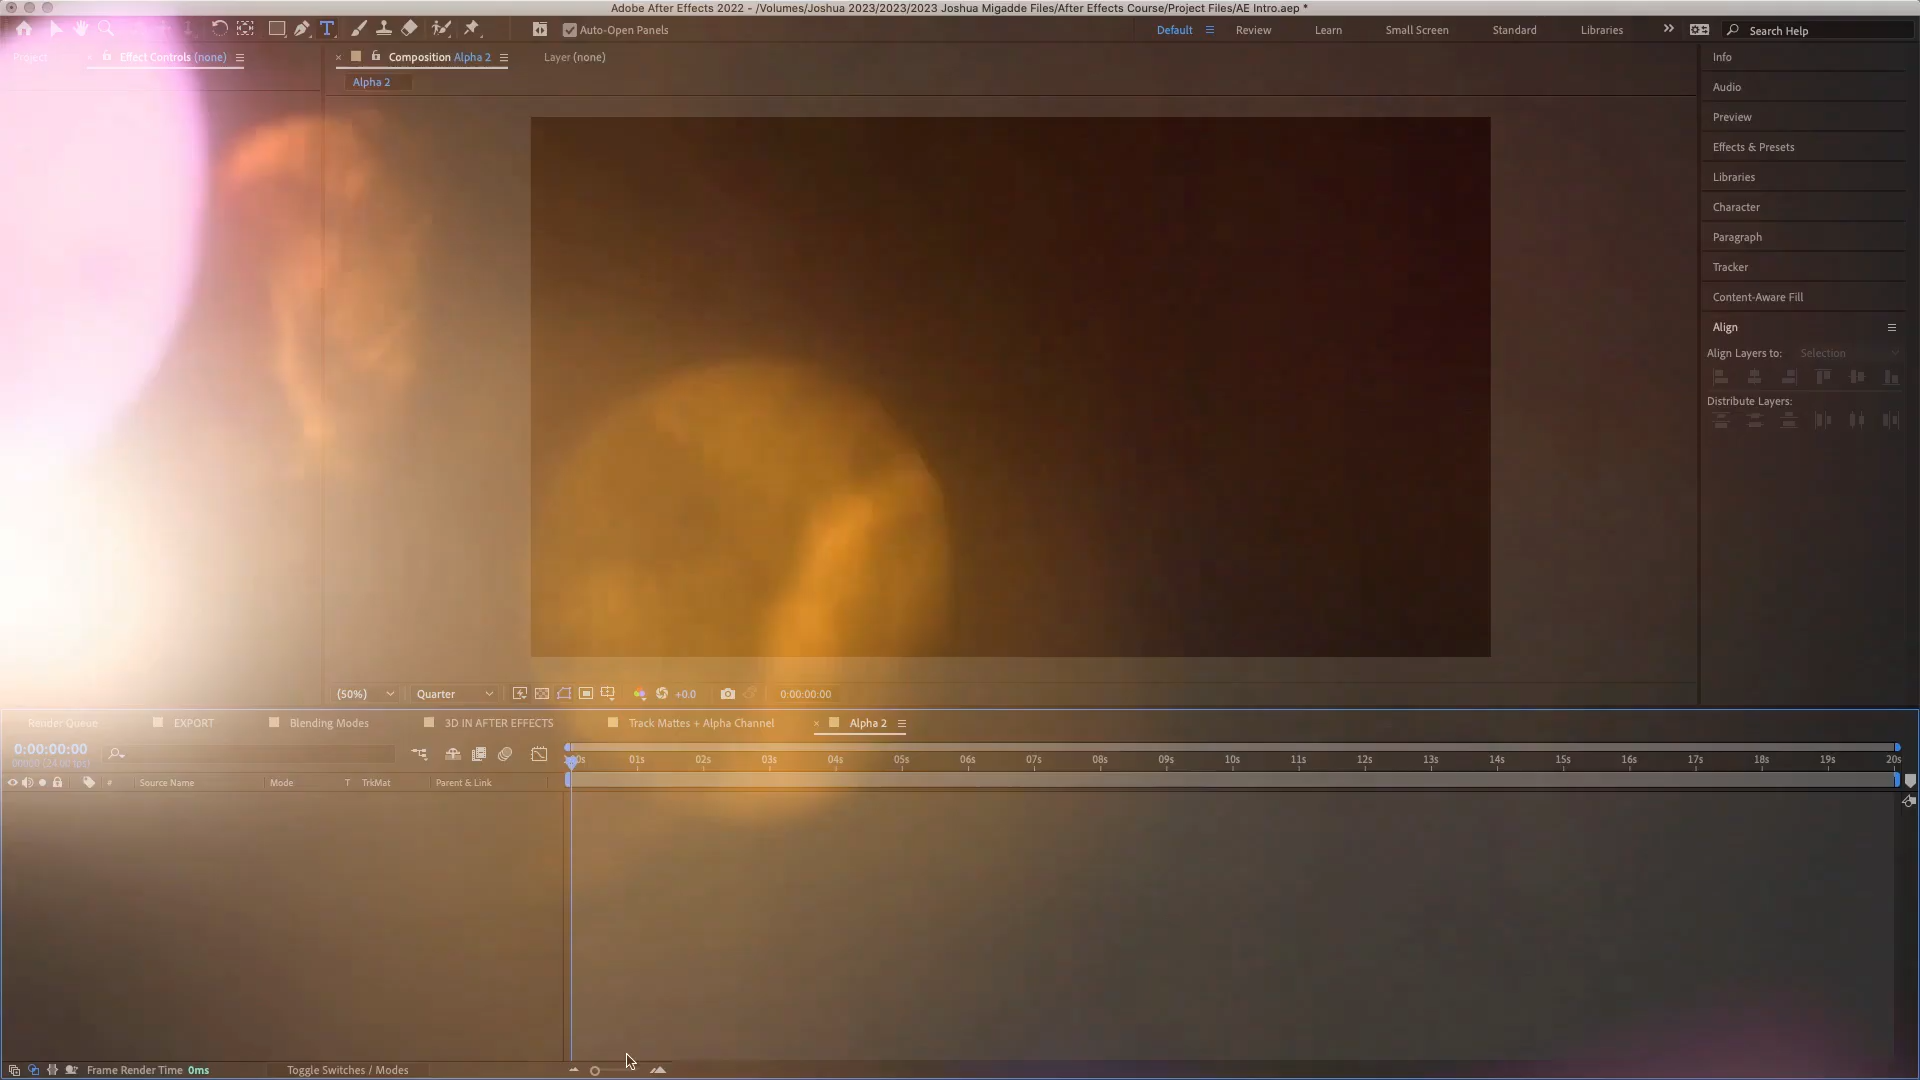 Adobe After Effects 2022 - /Volumes/Joshua 2023/2023/2023 Joshua Migadde Files/After Effects Course/Project Files/AE Intro.aep *
Auto-Open Panels
Default
Review
Learn
Small Screen
Standard
Libraries
Search Help
Project
Effect Controls (none)
Composition Alpha 2
Layer (none)
Alpha 2
Info
Audio
Preview
Effects & Presets
Libraries
Character
Paragraph
Tracker
Content-Aware Fill
Align
Align Layers to: Selection
Distribute Layers:
(50%)
Quarter
+0.0
0:00:00:00
Render Queue
EXPORT
Blending Modes
3D IN AFTER EFFECTS
Track Mattes + Alpha Channel
Alpha 2
0:00:00:00
00000 (24.00 fps)
01s 02s 03s 04s 05s 06s 07s 08s 09s 10s 11s 12s 13s 14s 15s 16s 17s 18s 19s 20s
# Source Name Mode T TrkMat Parent & Link
Frame Render Time 0ms
Toggle Switches / Modes